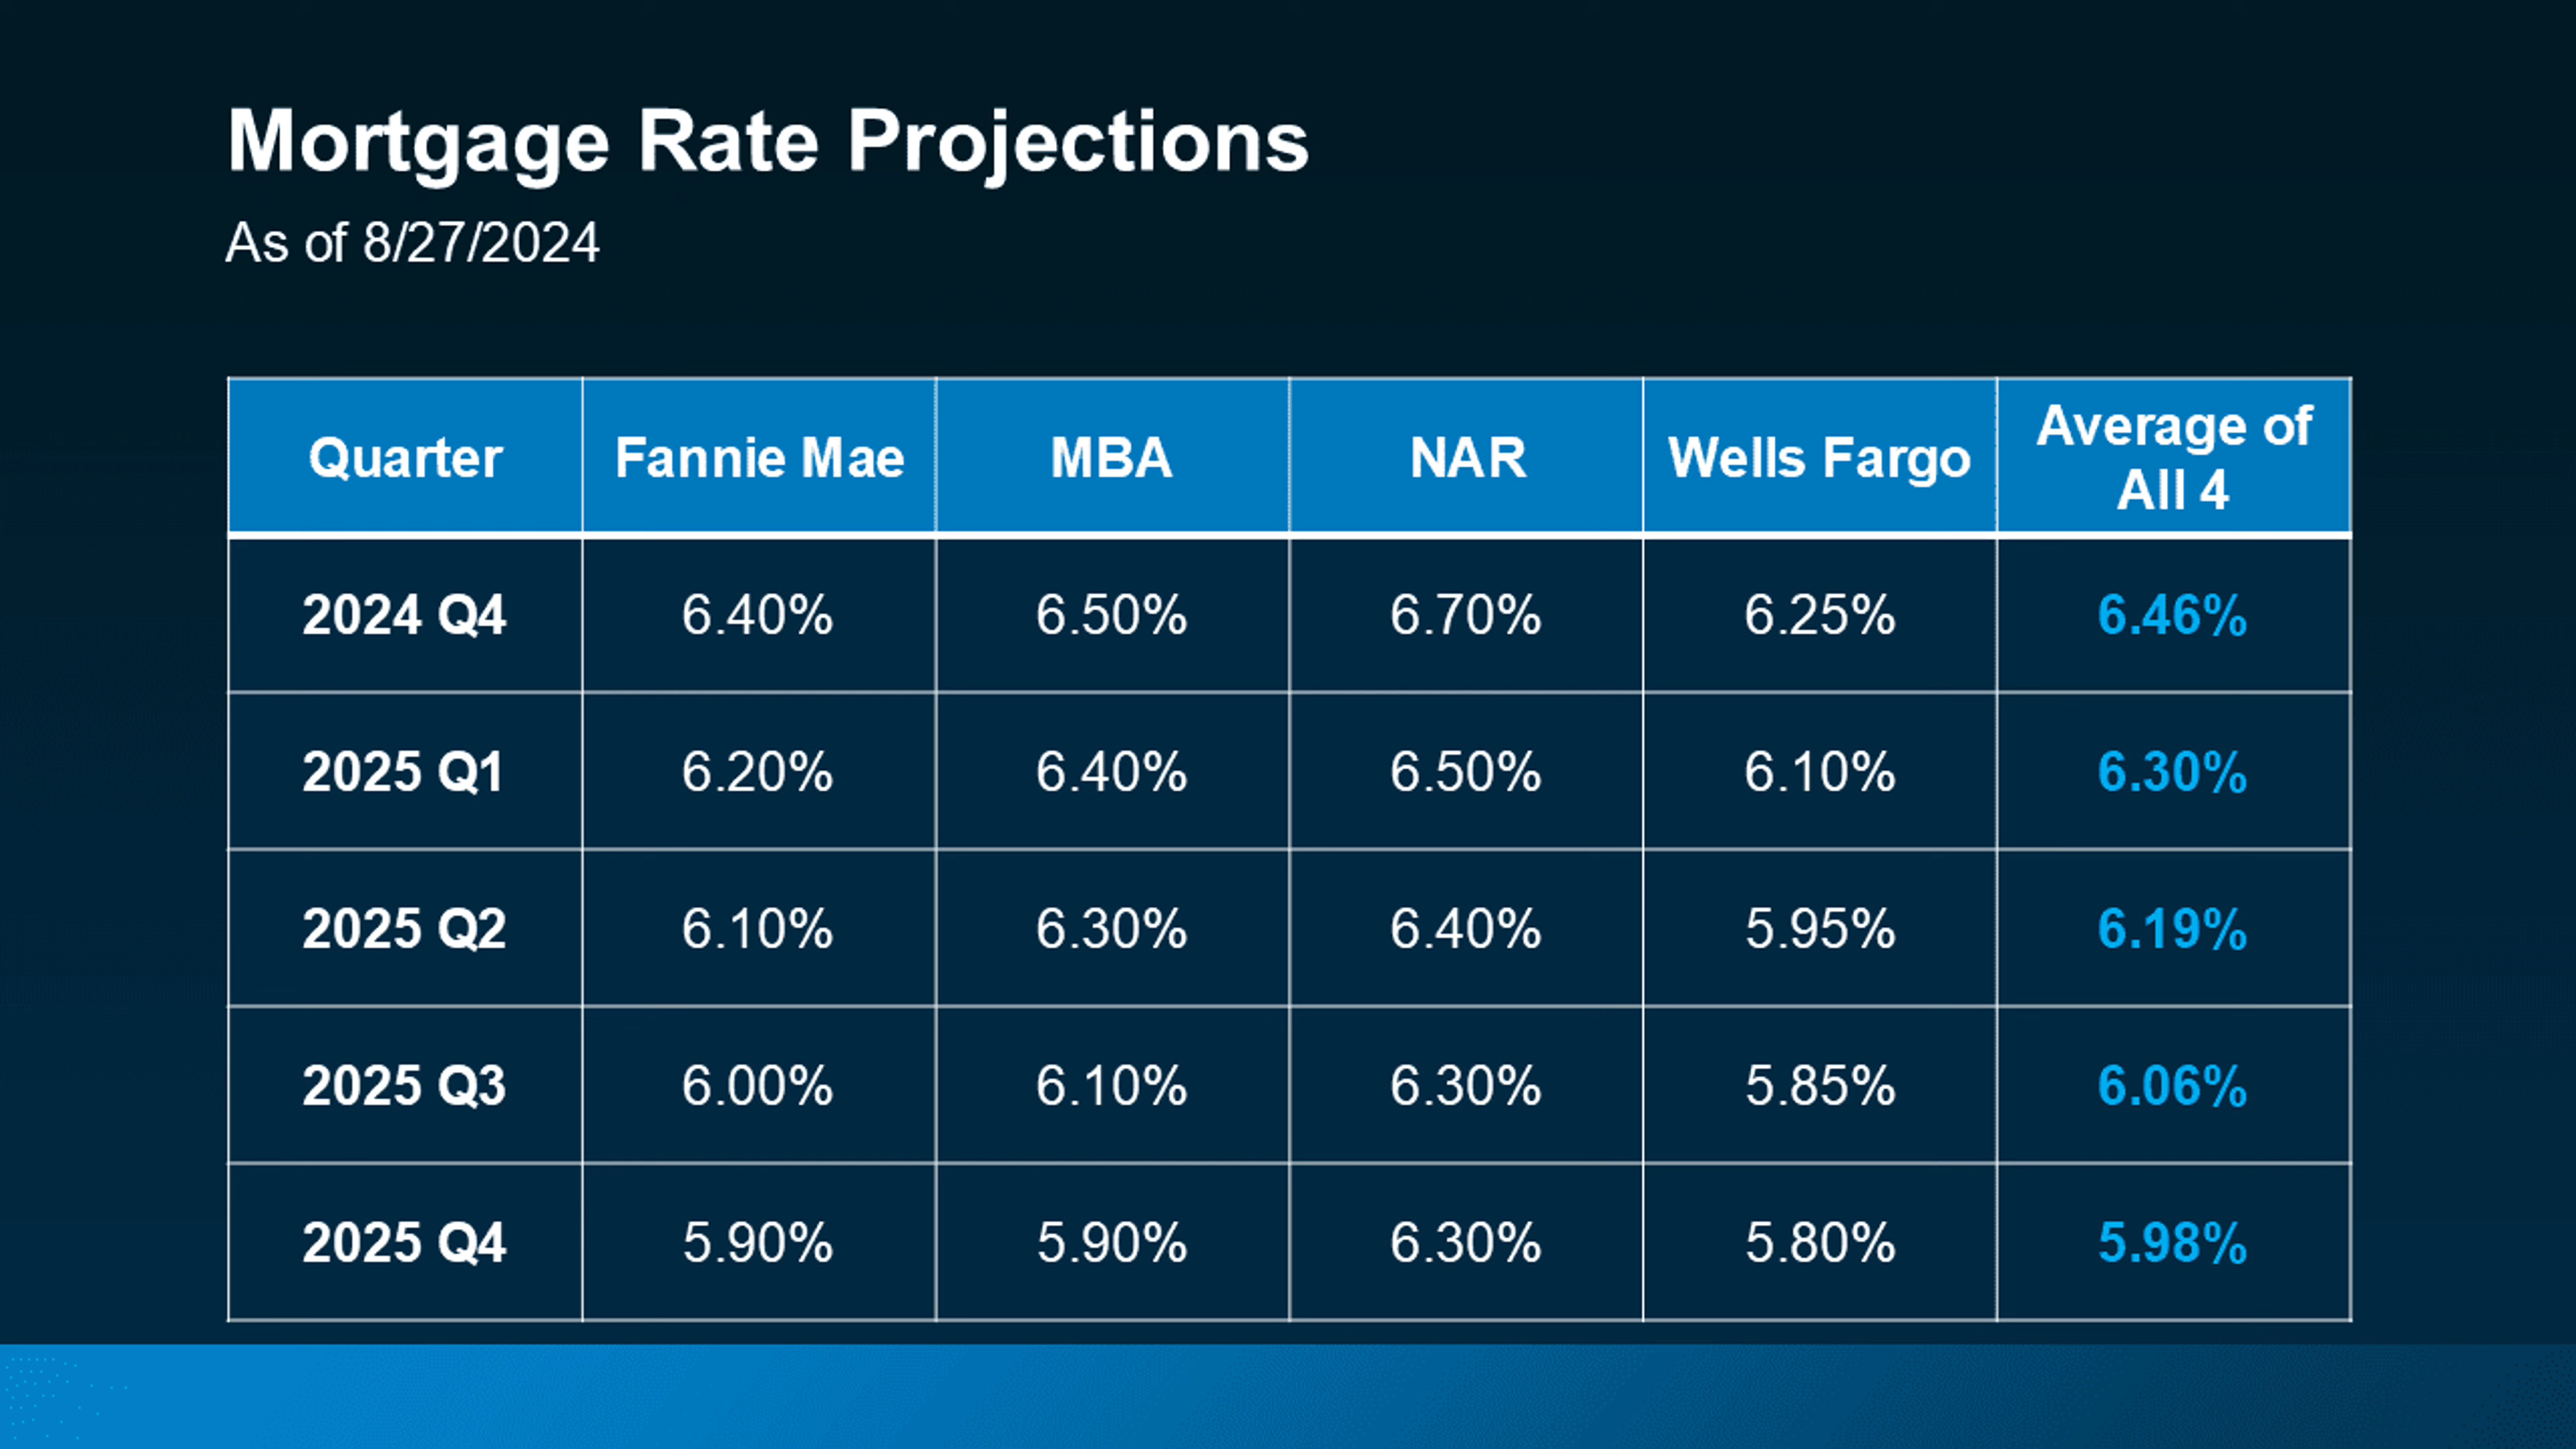 Mortgage Rate Projections
As of 8/27/2024
Quarter Fannie Mae MBA NAR Wells Fargo Average of All 4
2024 Q4 6.40% 6.50% 6.70% 6.25% 6.46%
2025 Q1 6.20% 6.40% 6.50% 6.10% 6.30%
2025 Q2 6.10% 6.30% 6.40% 5.95% 6.19%
2025 Q3 6.00% 6.10% 6.30% 5.85% 6.06%
2025 Q4 5.90% 5.90% 6.30% 5.80% 5.98%